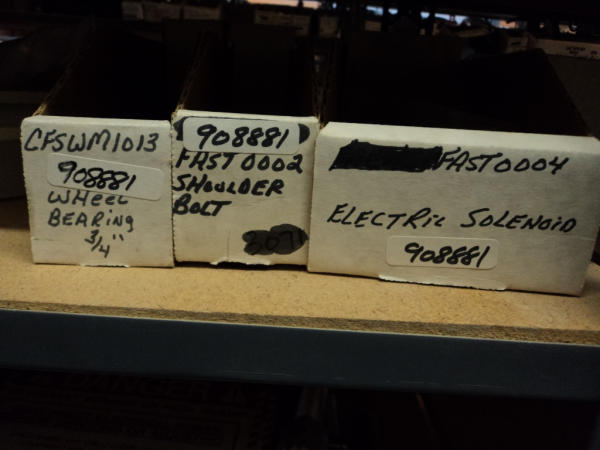 CFSWM1013
908881
WHEEL
BEARING
3/4"
908881
FAST0002
SHOULDER
BOLT
FAST0004
ELECTRIC SOLENOID
908881